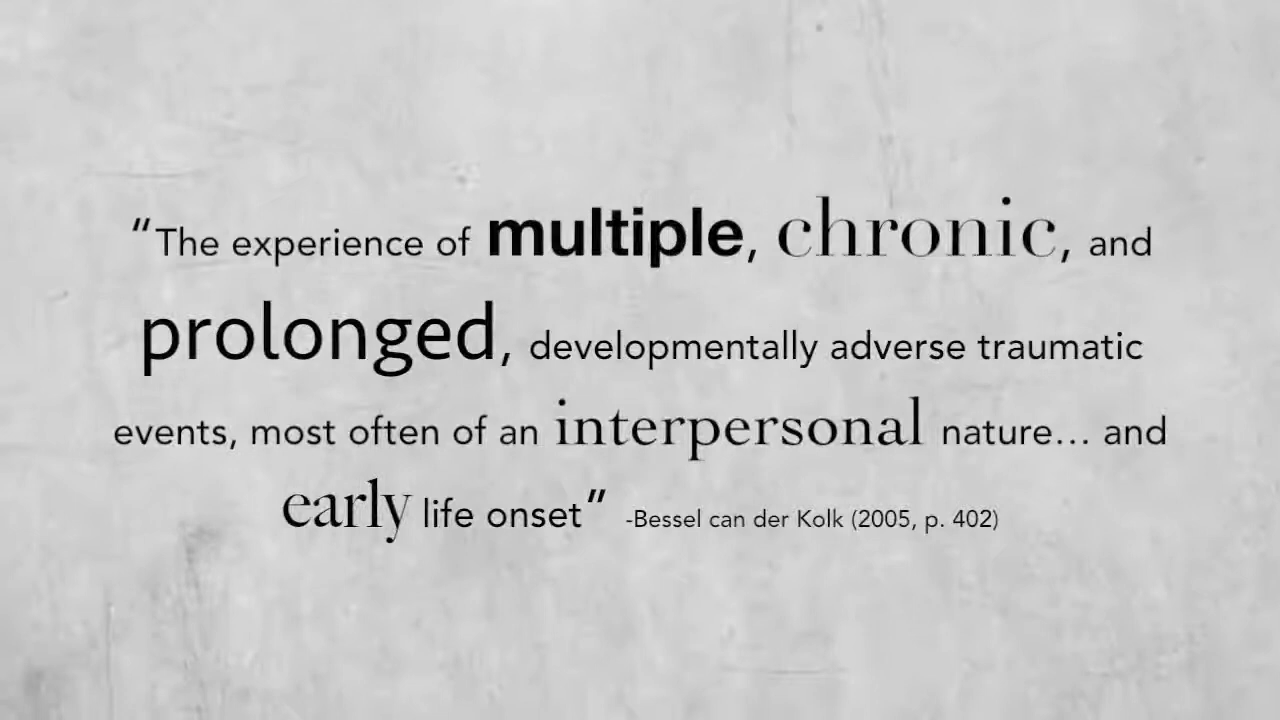 “The experience of multiple, chronic, and
prolonged, developmentally adverse traumatic
events, most often of an interpersonal nature... and
early life onset” -Bessel can der Kolk (2005, p. 402)